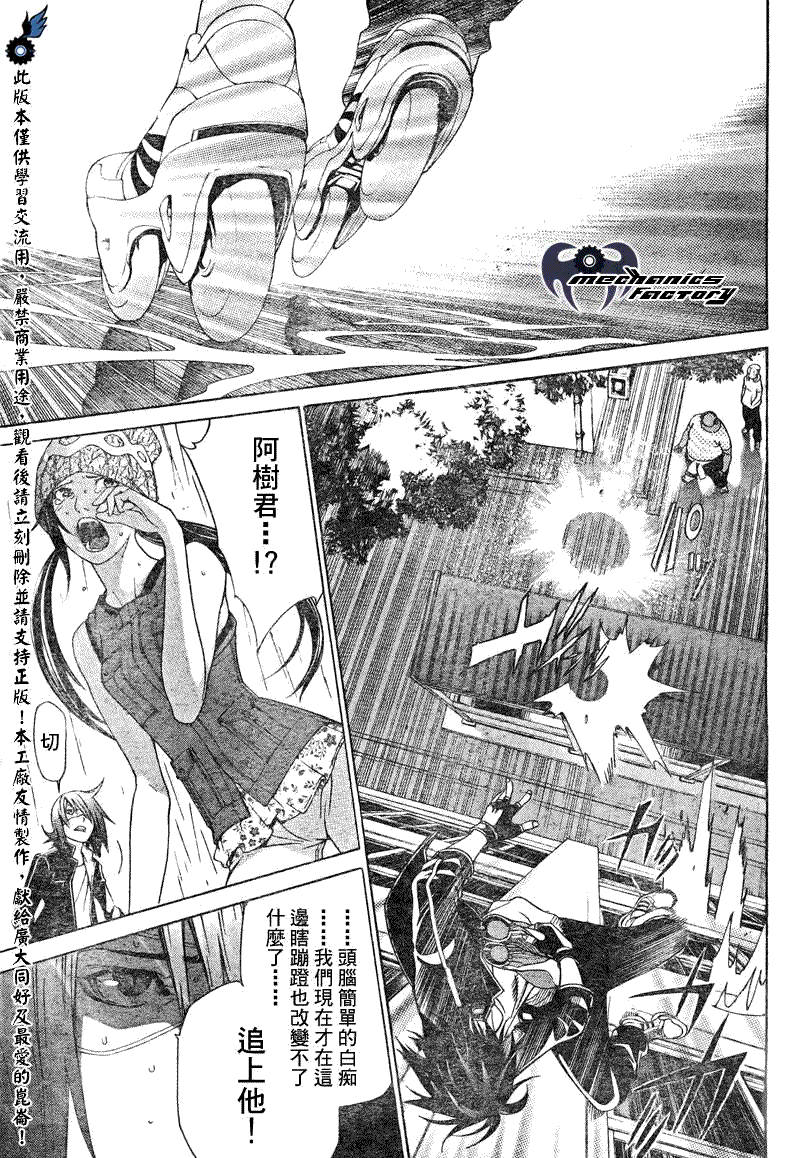 此版本僅供學習交流用，嚴禁商業用途，觀看後請立刻刪除並請支持正版！本工廠友情製作，獻給廣大同好及最愛的崑崙！
mechanics
Factory
阿樹君…
！？
切
……頭腦簡單的白痴
……我們現在才在這
邊瞎蹦蹬也改變不了
什麼了……
追上他！